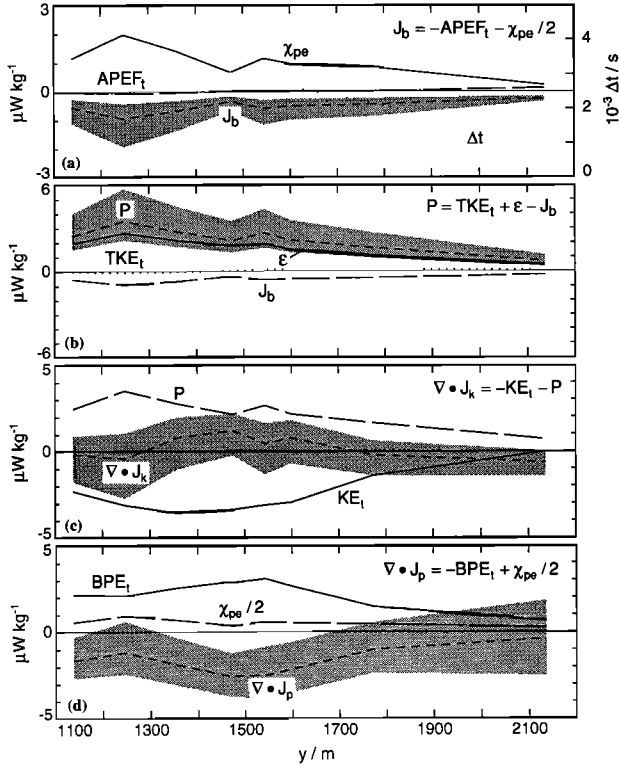 3
J_b = −APEF_t − χ_pe / 2
4
χ_pe
APEF_t
μW kg⁻¹
0
2
10⁻³ Δt / s
J_b
Δt
-3
0
(a)
6
P = TKE_t + ε − J_b
P
TKE_t
ε
μW kg⁻¹
0
J_b
-6
(b)
5
P
∇ • J_k = −KE_t − P
μW kg⁻¹
0
∇ • J_k
KE_t
-5
(c)
5
BPE_t
∇ • J_p = −BPE_t + χ_pe / 2
χ_pe / 2
μW kg⁻¹
0
∇ • J_p
-5
(d)
1100
1300
1500
1700
1900
2100
y / m